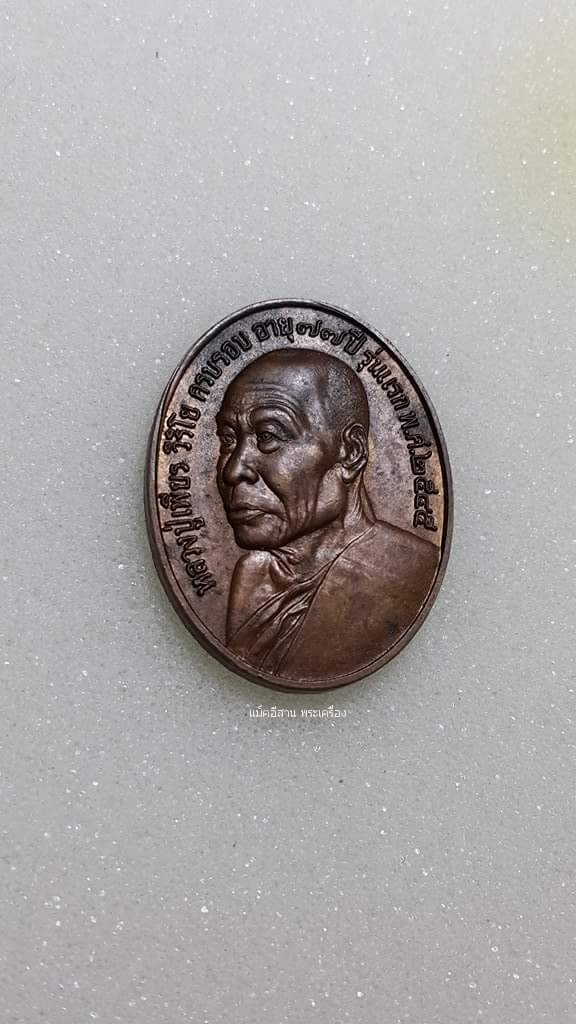 หลวงปู่เพียร วิริโย ครบรอบ อายุ ๗๗ ปี รุ่นแรก พ.ศ.๒๕๔๕
แม็คอีสาน พระเครื่อง